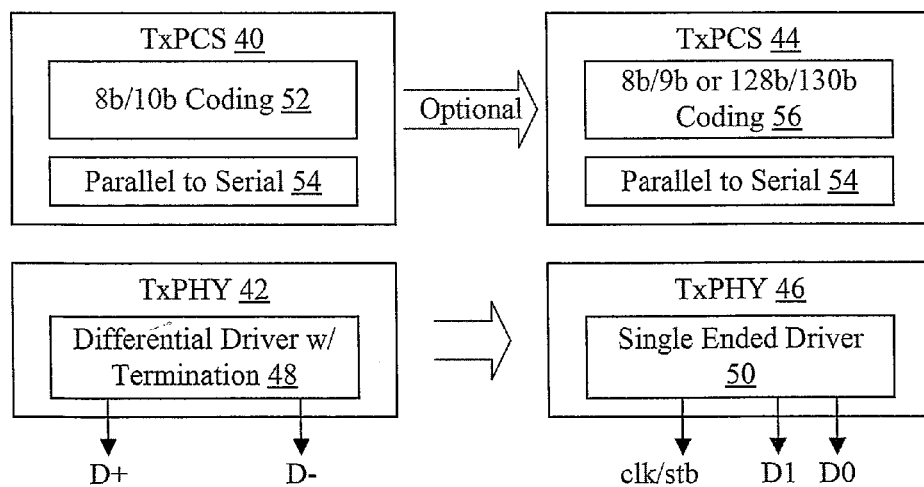 TxPCS 40
8b/10b Coding 52
Parallel to Serial 54
Optional
TxPCS 44
8b/9b or 128b/130b
Coding 56
Parallel to Serial 54
TxPHY 42
Differential Driver w/
Termination 48
D+ D-
TxPHY 46
Single Ended Driver
50
clk/stb D1 D0